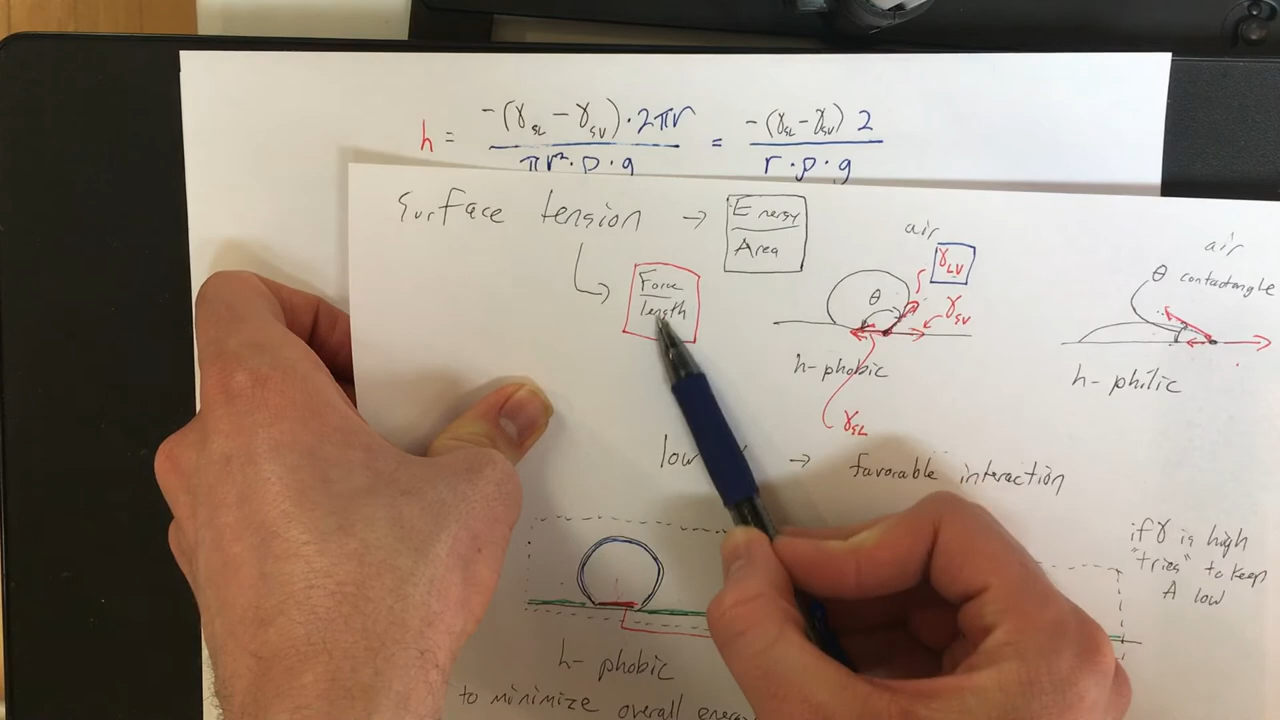 h = -(γSL - γSV)·2πr / πr²·ρ·g = -(γSL - γSV) 2 / r·ρ·g
Surface tension → Energy / Area
Force / length
air
θ
γLV
γSV
h-phobic
γSL
air
θ contact angle
h-philic
low → favorable interaction
if γ is high
"tries" to keep
A low
h-phobic
to minimize overall energy